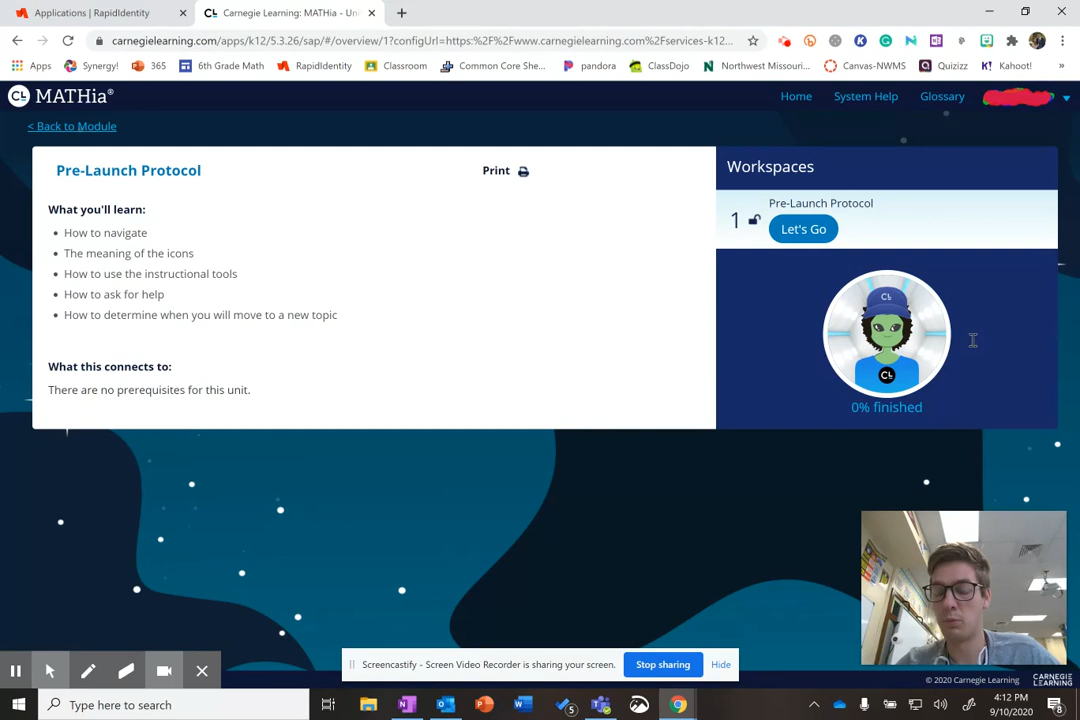 Applications | RapidIdentity
Carnegie Learning: MATHia - Uni
carnegielearning.com/apps/k12/5.3.26/sap/#/overview/1?configUrl=https:%2F%2Fwww.carnegielearning.com%2Fservices-k12...
Apps
Synergy!
365
6th Grade Math
RapidIdentity
Classroom
Common Core She...
pandora
ClassDojo
Northwest Missouri...
Canvas-NWMS
Quizizz
Kahoot!
»
MATHia®
Home
System Help
Glossary
< Back to Module
Pre-Launch Protocol
Print
What you'll learn:
• How to navigate
• The meaning of the icons
• How to use the instructional tools
• How to ask for help
• How to determine when you will move to a new topic
What this connects to:
There are no prerequisites for this unit.
Workspaces
1
Pre-Launch Protocol
Let's Go
CL
CL
0% finished
Screencastify - Screen Video Recorder is sharing your screen.
Stop sharing
Hide
© 2020 Carnegie Learning
CARNEGIE LEARNING
Type here to search
5
4:12 PM
9/10/2020
8